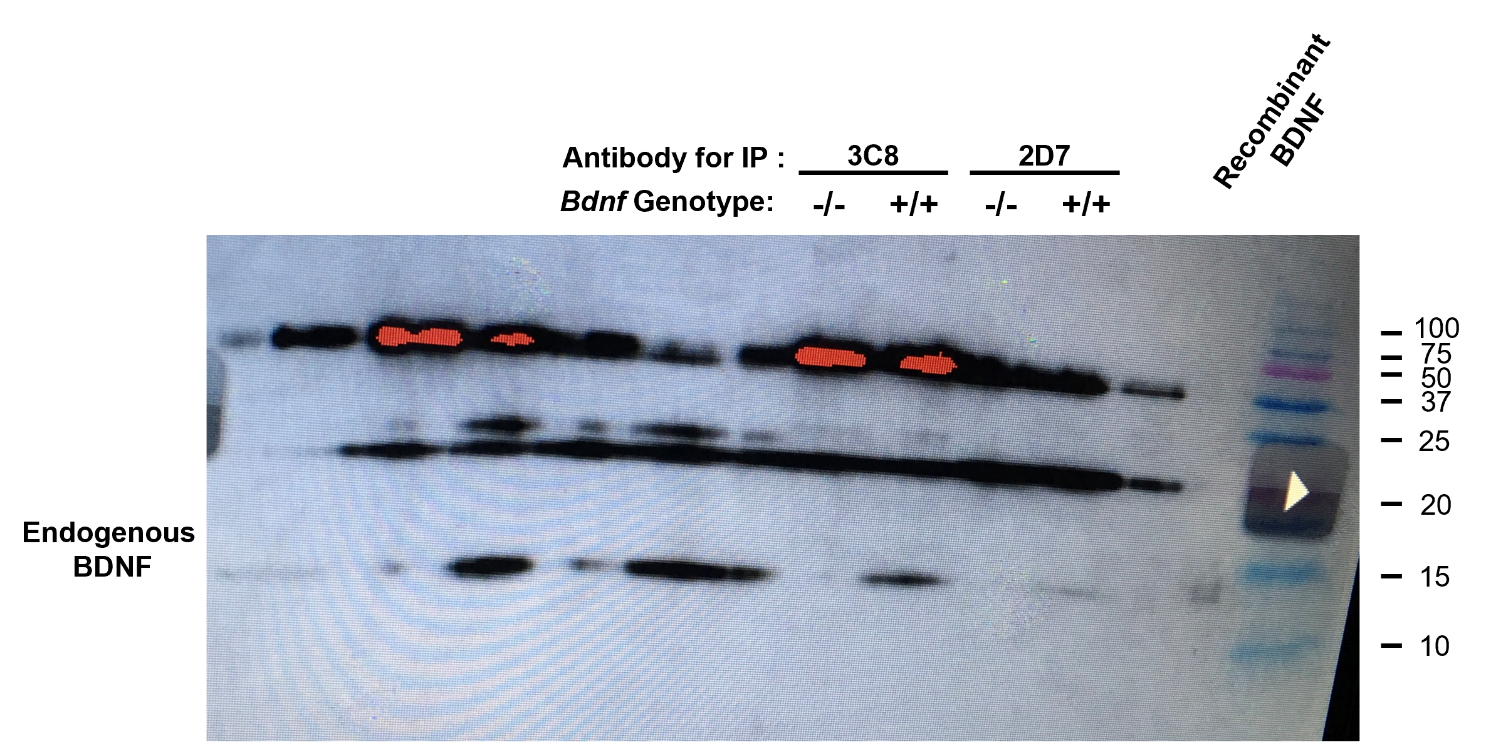 Recombinant
BDNF
Antibody for IP : 3C8 2D7
Bdnf Genotype: -/- +/+ -/- +/+
100
75
50
37
25
20
Endogenous
BDNF
15
10